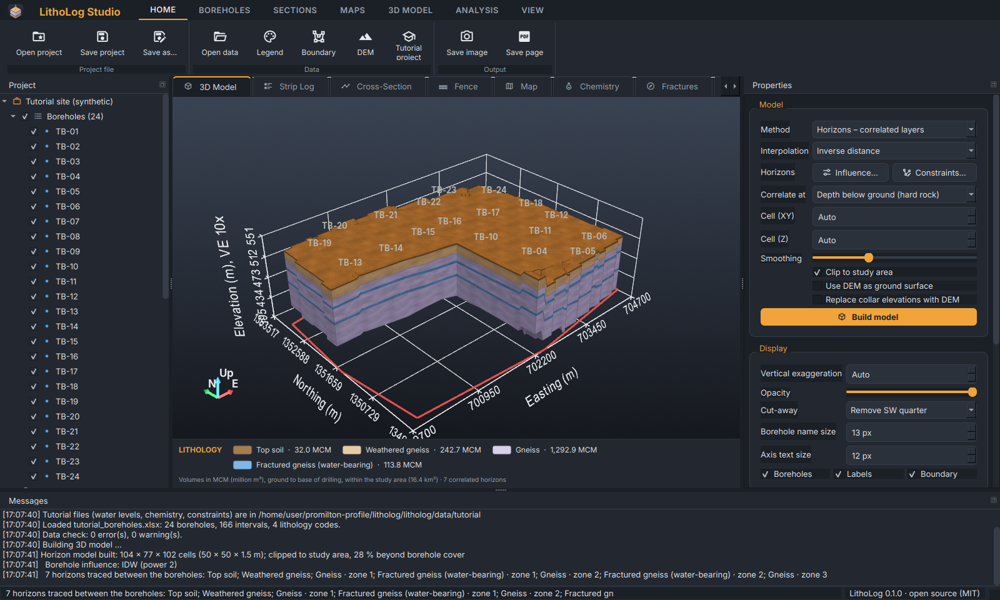 LithoLog Studio
HOME
BOREHOLES
SECTIONS
MAPS
3D MODEL
ANALYSIS
VIEW
Open project
Save project
Save as...
Project file
Open data
Legend
Boundary
DEM
Tutorial
project
Data
Save image
PDF
Save page
Output
Project
Tutorial site (synthetic)
Boreholes (24)
TB-01
TB-02
TB-03
TB-04
TB-05
TB-06
TB-07
TB-08
TB-09
TB-10
TB-11
TB-12
TB-13
TB-14
TB-15
TB-16
TB-17
TB-18
TB-19
TB-20
TB-21
TB-22
TB-23
TB-24
3D Model
Strip Log
Cross-Section
Fence
Map
Chemistry
Fractures
TB-23
TB-24
TB-22
TB-18
TB-21
TB-17
TB-12
TB-16
TB-20
TB-15
TB-11
TB-10
TB-06
TB-19
TB-14
TB-04
TB-05
TB-13
Elevation (m), VE 10x
551
512
473
434
1352588
1351659
1350729
Northing (m)
700950
702200
703450
704700
Easting (m)
Up
N
E
LITHOLOGY
Top soil · 32.0 MCM
Weathered gneiss · 242.7 MCM
Gneiss · 1,292.9 MCM
Fractured gneiss (water-bearing) · 113.8 MCM
Volumes in MCM (million m³), ground to base of drilling, within the study area (16.4 km²) · 7 correlated horizons
Properties
Model
Method
Horizons – correlated layers
Interpolation
Inverse distance
Horizons
Influence...
Constraints...
Correlate at
Depth below ground (hard rock)
Cell (XY)
Auto
Cell (Z)
Auto
Smoothing
Clip to study area
Use DEM as ground surface
Replace collar elevations with DEM
Build model
Display
Vertical exaggeration
Auto
Opacity
Cut-away
Remove SW quarter
Borehole name size
13 px
Axis text size
12 px
Boreholes
Labels
Boundary
Messages
[17:07:40] Tutorial files (water levels, chemistry, constraints) are in /home/user/promilton-profile/litholog/litholog/data/tutorial
[17:07:40] Loaded tutorial_boreholes.xlsx: 24 boreholes, 166 intervals, 4 lithology codes.
[17:07:40] Data check: 0 error(s), 0 warning(s).
[17:07:40] Building 3D model ...
[17:07:41] Horizon model built: 104 × 77 × 102 cells (50 × 50 × 1.5 m); clipped to study area, 28 % beyond borehole cover
[17:07:41] Borehole influence: IDW (power 2)
[17:07:41] 7 horizons traced between the boreholes: Top soil; Weathered gneiss; Gneiss · zone 1; Fractured gneiss (water-bearing) · zone 1; Gneiss · zone 2; Fractured gneiss (water-bearing) · zone 2; Gneiss · zone 3
7 horizons traced between the boreholes: Top soil; Weathered gneiss; Gneiss · zone 1; Fractured gneiss (water-bearing) · zone 1; Gneiss · zone 2; Fractured gn
LithoLog 0.1.0 · open source (MIT)